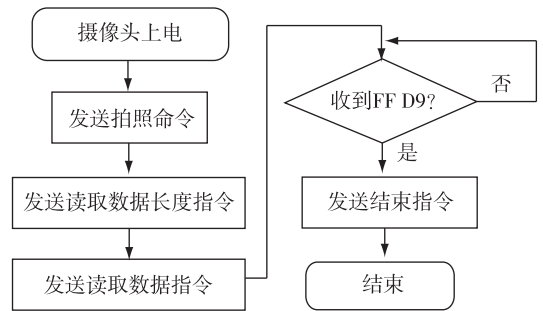 摄像头上电
发送拍照命令
发送读取数据长度指令
发送读取数据指令
收到FF D9?
否
是
发送结束指令
结束